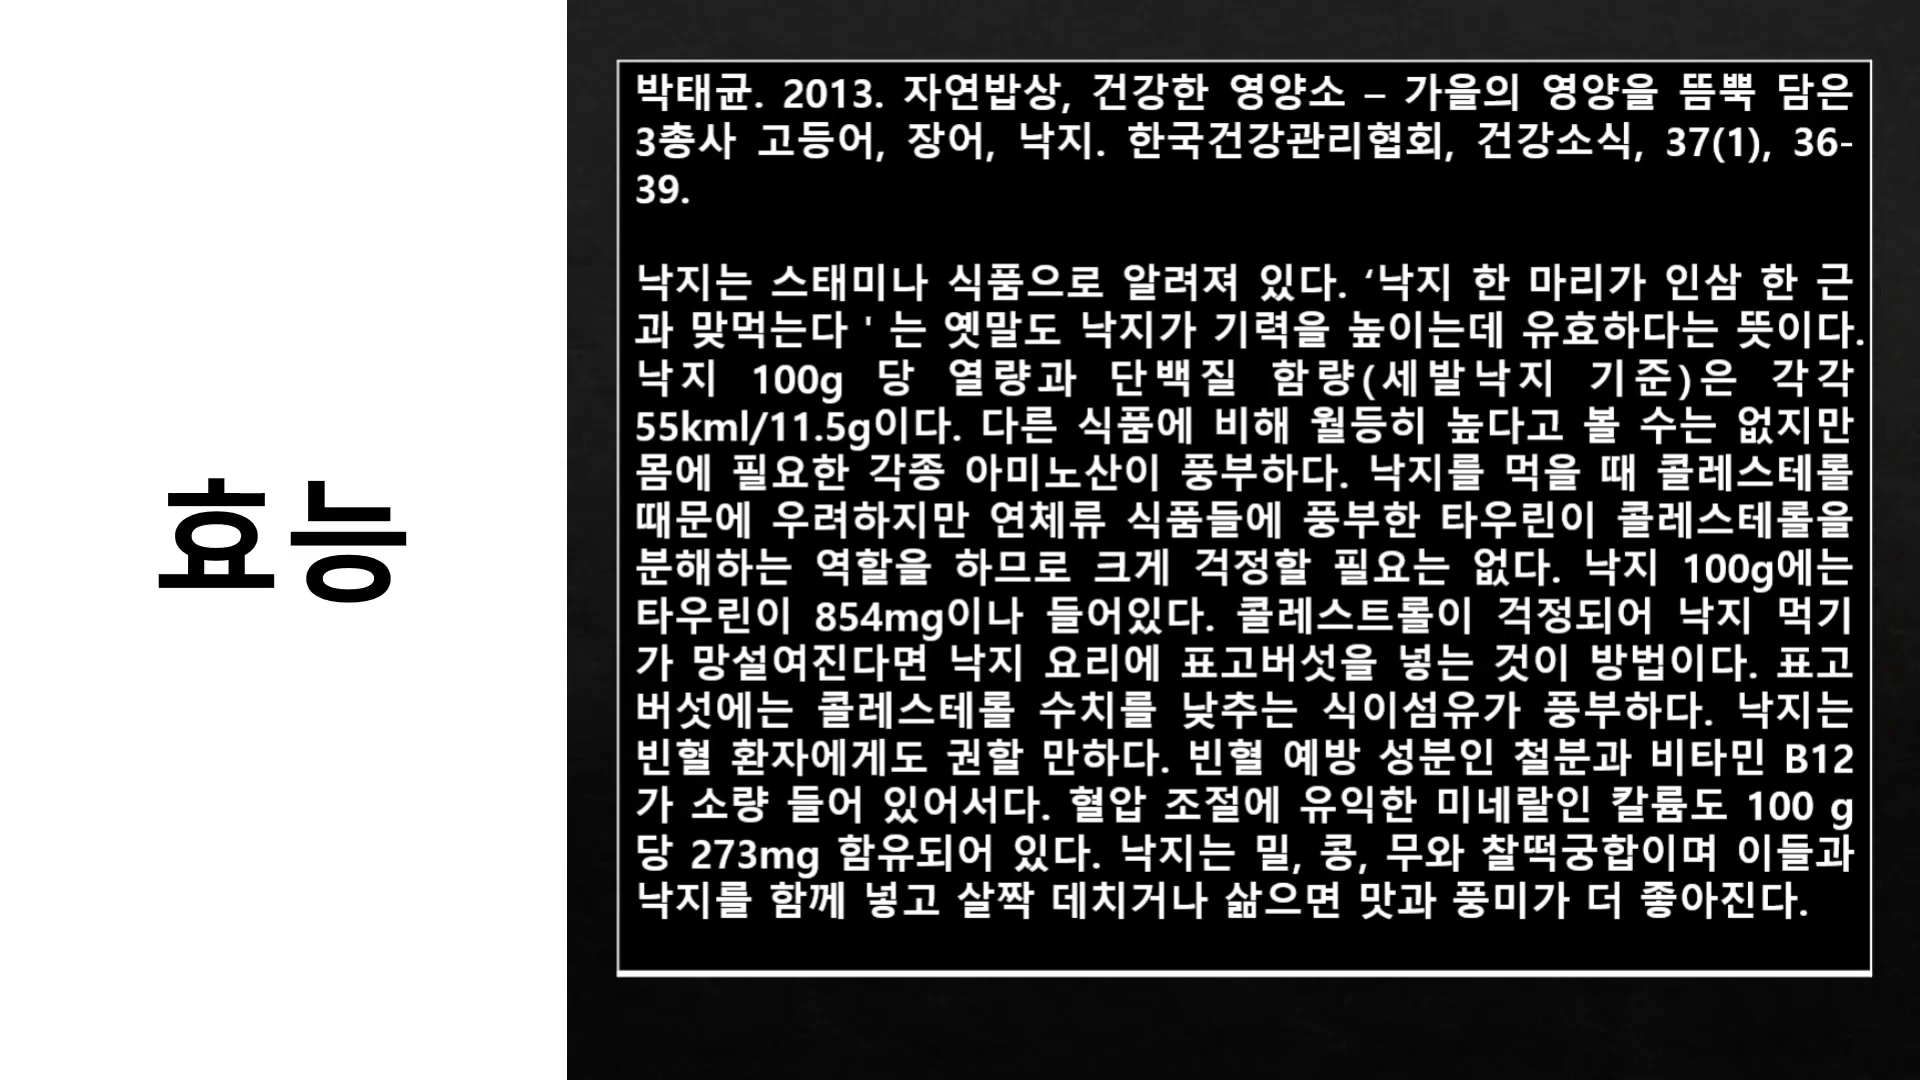 효능
박태균. 2013. 자연밥상, 건강한 영양소 – 가을의 영양을 뜸뿍 담은
3총사 고등어, 장어, 낙지. 한국건강관리협회, 건강소식, 37(1), 36-
39.
낙지는 스태미나 식품으로 알려져 있다. ‘낙지 한 마리가 인삼 한 근
과 맞먹는다 ' 는 옛말도 낙지가 기력을 높이는데 유효하다는 뜻이다.
낙지 100g 당 열량과 단백질 함량(세발낙지 기준)은 각각
55kml/11.5g이다. 다른 식품에 비해 월등히 높다고 볼 수는 없지만
몸에 필요한 각종 아미노산이 풍부하다. 낙지를 먹을 때 콜레스테롤
때문에 우려하지만 연체류 식품들에 풍부한 타우린이 콜레스테롤을
분해하는 역할을 하므로 크게 걱정할 필요는 없다. 낙지 100g에는
타우린이 854mg이나 들어있다. 콜레스트롤이 걱정되어 낙지 먹기
가 망설여진다면 낙지 요리에 표고버섯을 넣는 것이 방법이다. 표고
버섯에는 콜레스테롤 수치를 낮추는 식이섬유가 풍부하다. 낙지는
빈혈 환자에게도 권할 만하다. 빈혈 예방 성분인 철분과 비타민 B12
가 소량 들어 있어서다. 혈압 조절에 유익한 미네랄인 칼륨도 100 g
당 273mg 함유되어 있다. 낙지는 밀, 콩, 무와 찰떡궁합이며 이들과
낙지를 함께 넣고 살짝 데치거나 삶으면 맛과 풍미가 더 좋아진다.